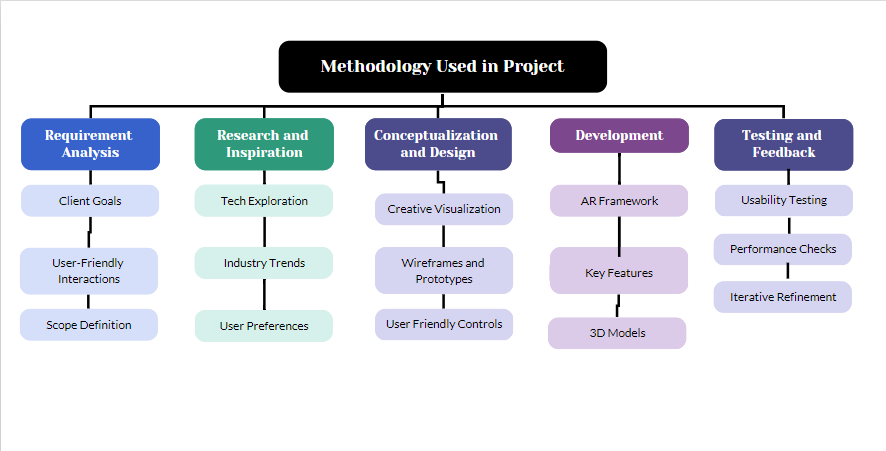 Methodology Used in Project
Requirement
Analysis
Client Goals
User-Friendly
Interactions
Scope Definition
Research and
Inspiration
Tech Exploration
Industry Trends
User Preferences
Conceptualization
and Design
Creative Visualization
Wireframes and
Prototypes
User Friendly Controls
Development
AR Framework
Key Features
3D Models
Testing and
Feedback
Usability Testing
Performance Checks
Iterative Refinement